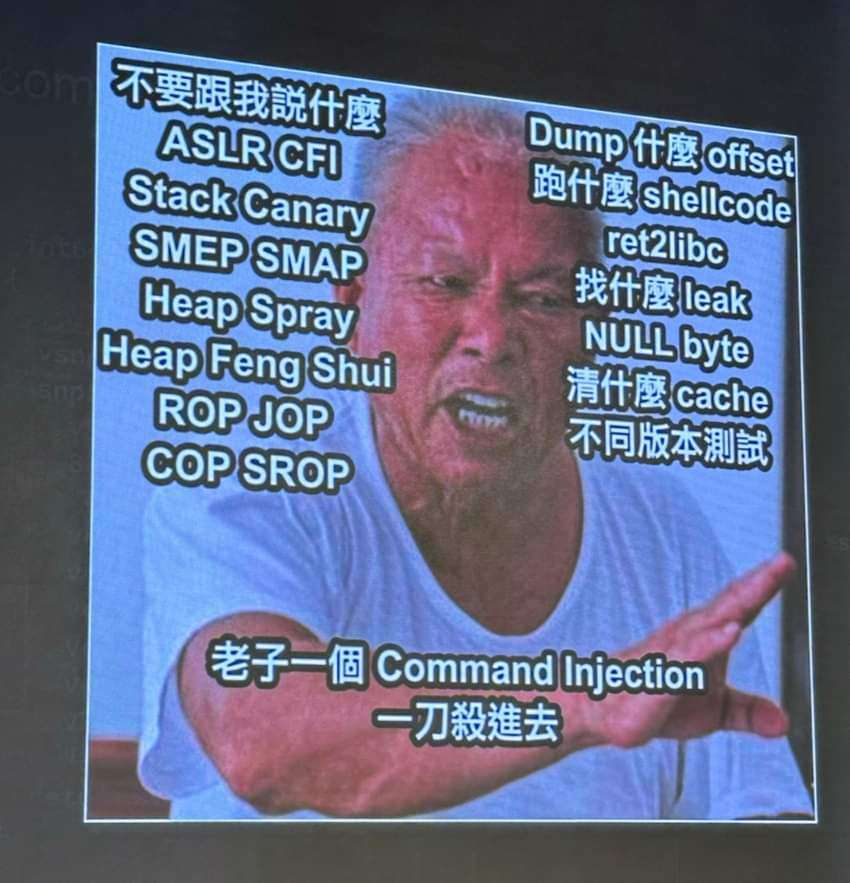 不要跟我説什麼
ASLR CFI
Stack Canary
SMEP SMAP
Heap Spray
Heap Feng Shui
ROP JOP
COP SROP
Dump 什麼 offset
跑什麼 shellcode
ret2libc
找什麼 leak
NULL byte
清什麼 cache
不同版本測試
老子一個 Command Injection
一刀殺進去